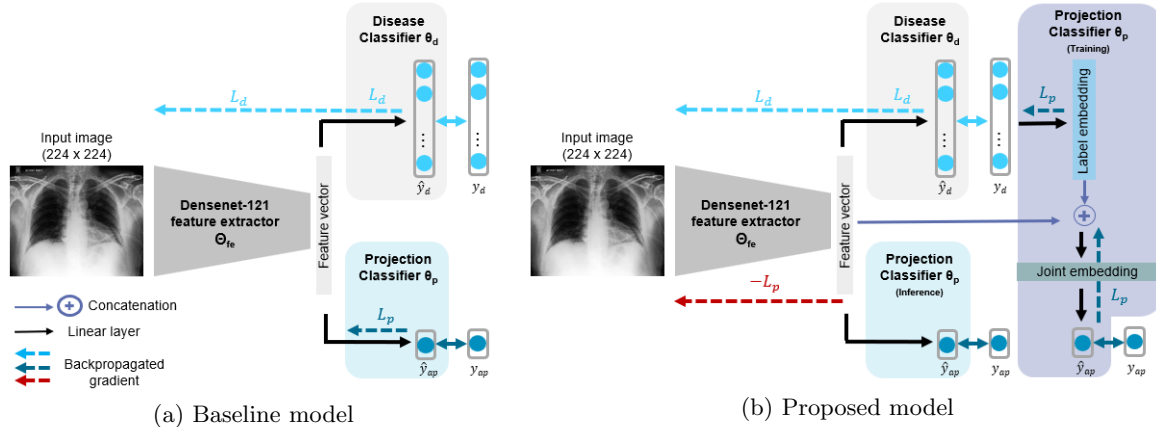 Disease
Classifier θd
Ld
Ld
Input image
(224 x 224)
Densenet-121
feature extractor
Θfe
Feature vector
...
...
ŷd
yd
Projection
Classifier θp
Lp
ŷap
yap
Concatenation
Linear layer
Backpropagated
gradient
(a) Baseline model
Disease
Classifier θd
Ld
Ld
Input image
(224 x 224)
Densenet-121
feature extractor
Θfe
Feature vector
...
...
ŷd
yd
Projection
Classifier θp
(Training)
Lp
Label embedding
Joint embedding
Lp
ŷap
yap
-Lp
Projection
Classifier θp
(Inference)
ŷap
yap
(b) Proposed model